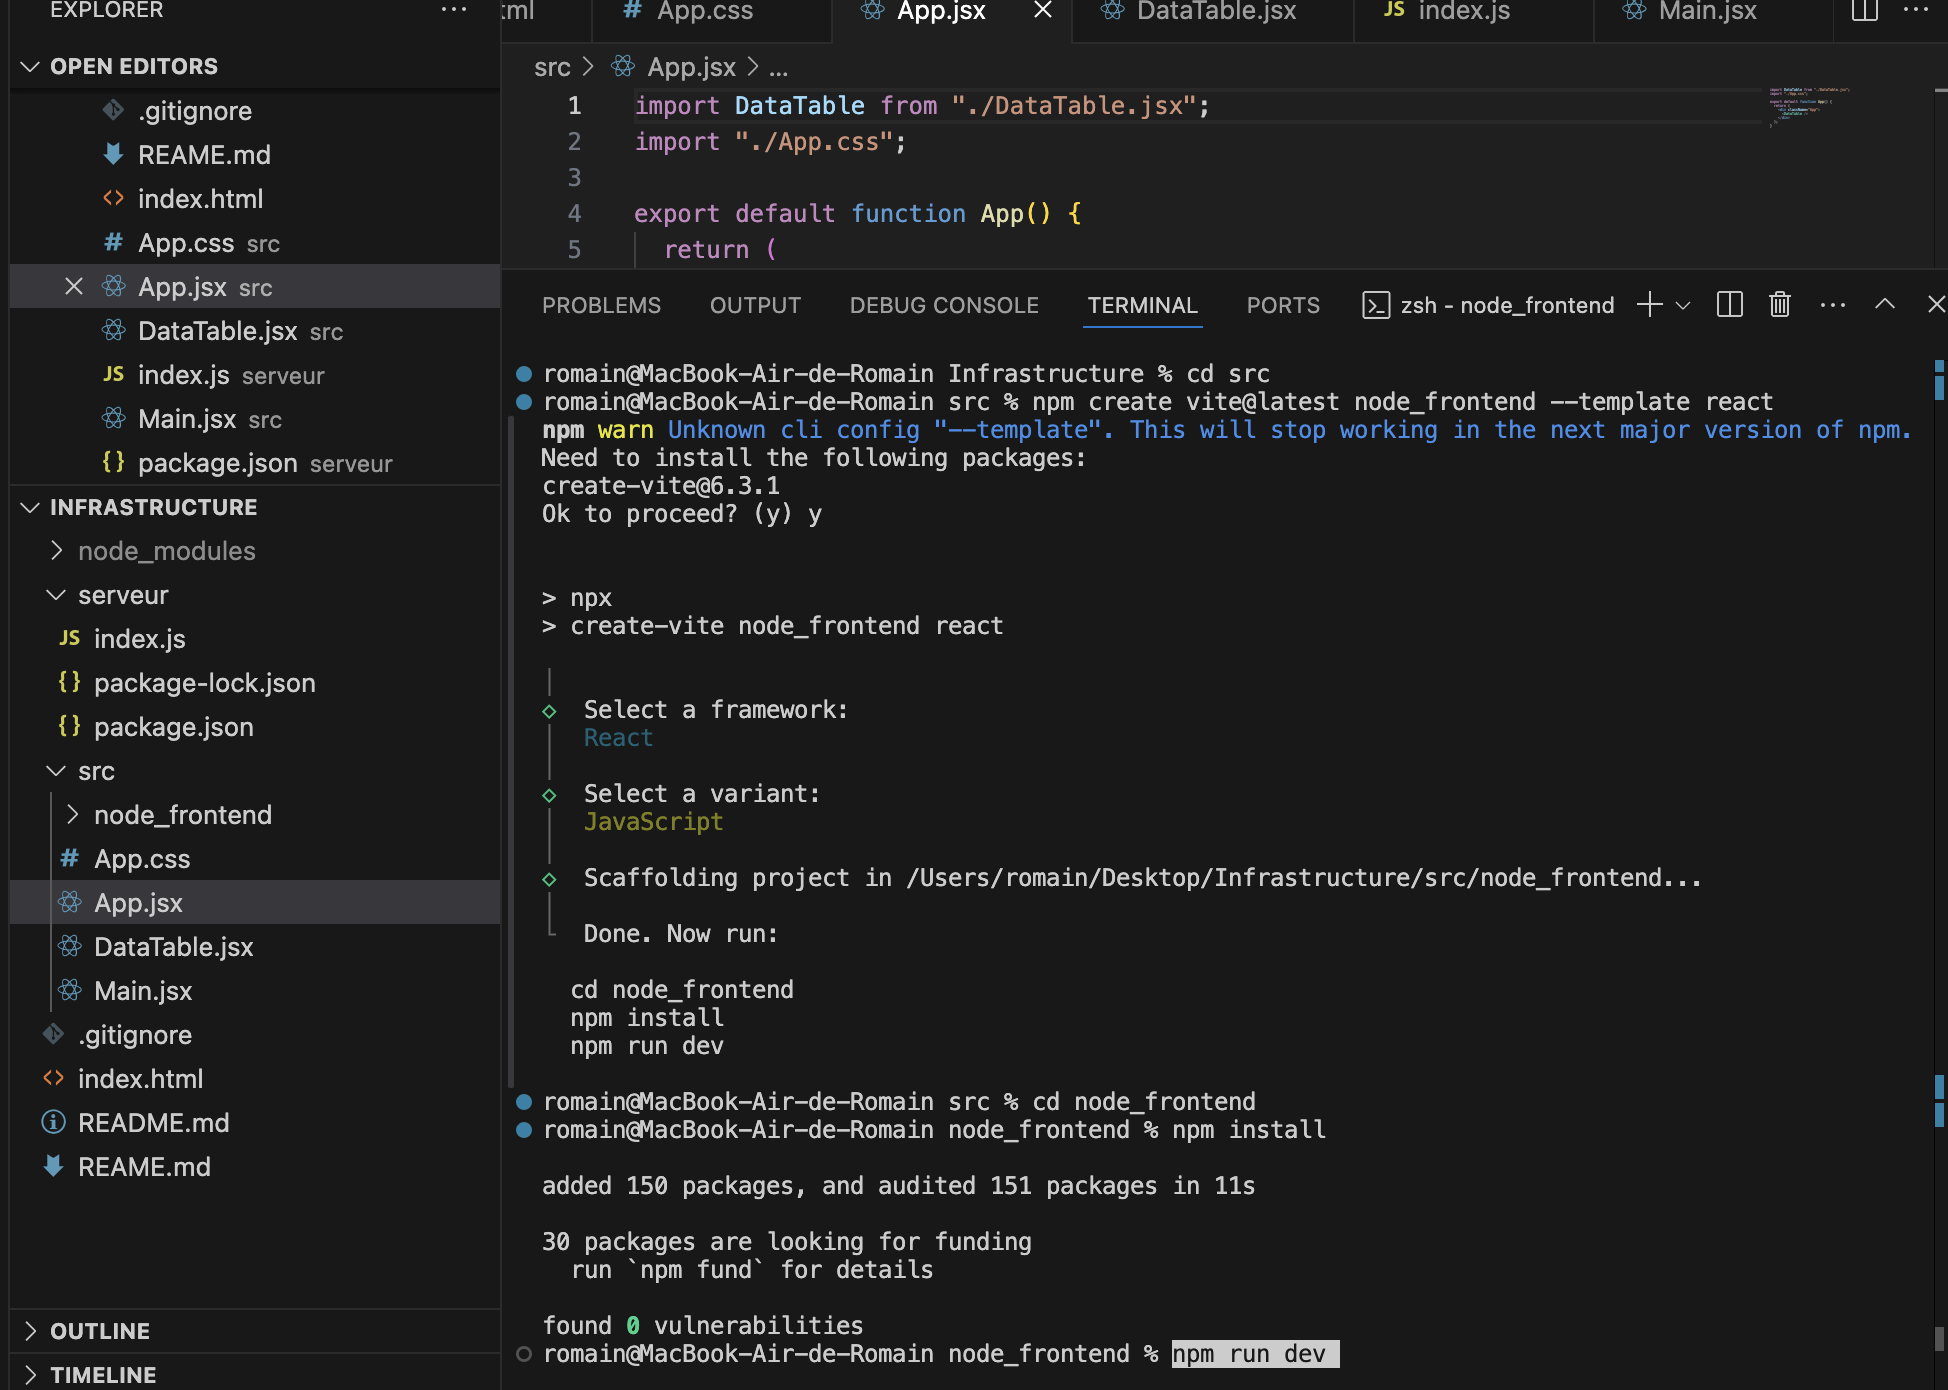 EXPLORER
OPEN EDITORS
.gitignore
REAME.md
index.html
App.css src
App.jsx src
DataTable.jsx src
index.js serveur
Main.jsx src
package.json serveur
INFRASTRUCTURE
node_modules
serveur
index.js
package-lock.json
package.json
src
node_frontend
App.css
App.jsx
DataTable.jsx
Main.jsx
.gitignore
index.html
README.md
REAME.md
OUTLINE
TIMELINE
App.css App.jsx DataTable.jsx JS index.js Main.jsx
src > App.jsx > ...
1 import DataTable from "./DataTable.jsx";
2 import "./App.css";
3
4 export default function App() {
5 return (
PROBLEMS OUTPUT DEBUG CONSOLE TERMINAL PORTS zsh - node_frontend
romain@MacBook-Air-de-Romain Infrastructure % cd src
romain@MacBook-Air-de-Romain src % npm create vite@latest node_frontend --template react
npm warn Unknown cli config "--template". This will stop working in the next major version of npm.
Need to install the following packages:
create-vite@6.3.1
Ok to proceed? (y) y
> npx
> create-vite node_frontend react
Select a framework:
React
Select a variant:
JavaScript
Scaffolding project in /Users/romain/Desktop/Infrastructure/src/node_frontend...
Done. Now run:
cd node_frontend
npm install
npm run dev
romain@MacBook-Air-de-Romain src % cd node_frontend
romain@MacBook-Air-de-Romain node_frontend % npm install
added 150 packages, and audited 151 packages in 11s
30 packages are looking for funding
run `npm fund` for details
found 0 vulnerabilities
romain@MacBook-Air-de-Romain node_frontend % npm run dev